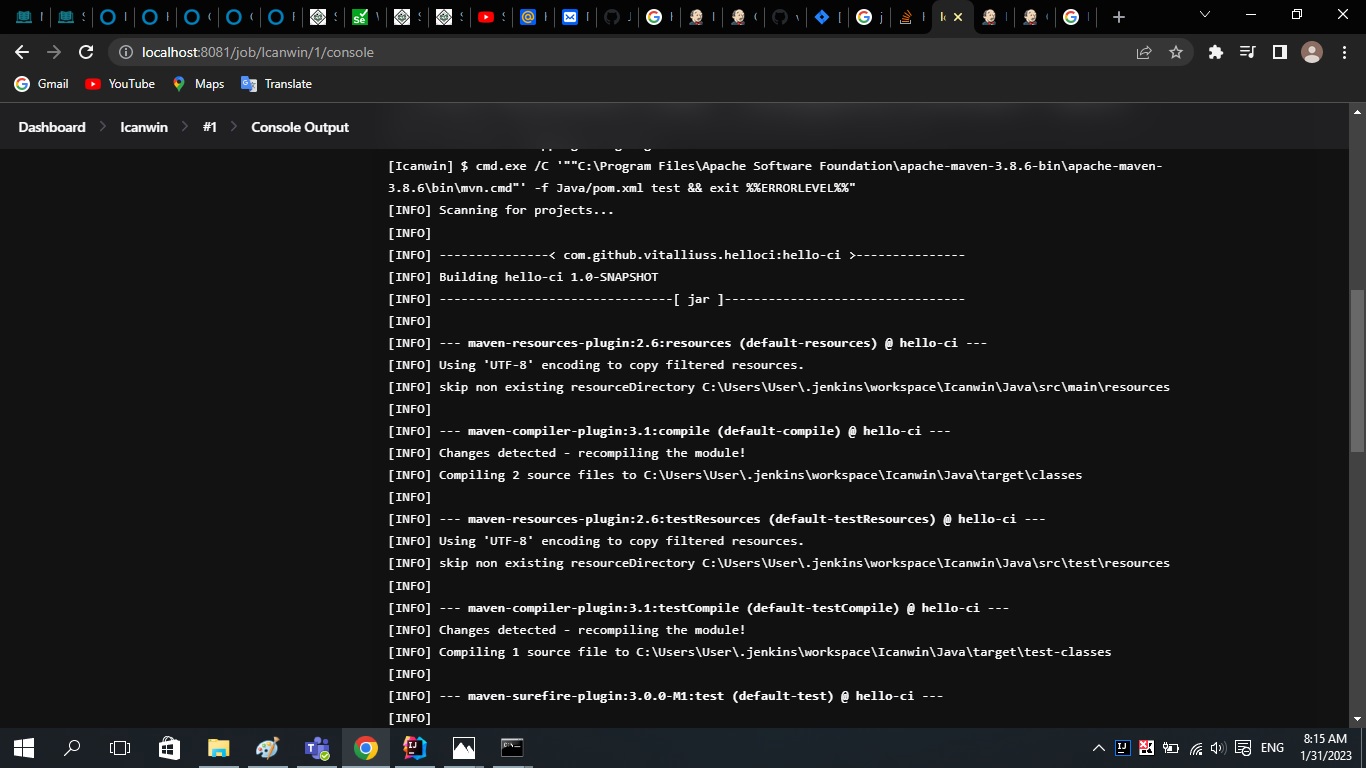 localhost:8081/job/Icanwin/1/console
Gmail
YouTube
Maps
Translate
Dashboard
Icanwin
#1
Console Output
[Icanwin] $ cmd.exe /C '""C:\Program Files\Apache Software Foundation\apache-maven-3.8.6-bin\apache-maven-
3.8.6\bin\mvn.cmd"' -f Java/pom.xml test && exit %%ERRORLEVEL%%"
[INFO] Scanning for projects...
[INFO]
[INFO] ---------------< com.github.vitalliuss.helloci:hello-ci >---------------
[INFO] Building hello-ci 1.0-SNAPSHOT
[INFO] --------------------------------[ jar ]---------------------------------
[INFO]
[INFO] --- maven-resources-plugin:2.6:resources (default-resources) @ hello-ci ---
[INFO] Using 'UTF-8' encoding to copy filtered resources.
[INFO] skip non existing resourceDirectory C:\Users\User\.jenkins\workspace\Icanwin\Java\src\main\resources
[INFO]
[INFO] --- maven-compiler-plugin:3.1:compile (default-compile) @ hello-ci ---
[INFO] Changes detected - recompiling the module!
[INFO] Compiling 2 source files to C:\Users\User\.jenkins\workspace\Icanwin\Java\target\classes
[INFO]
[INFO] --- maven-resources-plugin:2.6:testResources (default-testResources) @ hello-ci ---
[INFO] Using 'UTF-8' encoding to copy filtered resources.
[INFO] skip non existing resourceDirectory C:\Users\User\.jenkins\workspace\Icanwin\Java\src\test\resources
[INFO]
[INFO] --- maven-compiler-plugin:3.1:testCompile (default-testCompile) @ hello-ci ---
[INFO] Changes detected - recompiling the module!
[INFO] Compiling 1 source file to C:\Users\User\.jenkins\workspace\Icanwin\Java\target\test-classes
[INFO]
[INFO] --- maven-surefire-plugin:3.0.0-M1:test (default-test) @ hello-ci ---
[INFO]
ENG
8:15 AM
1/31/2023